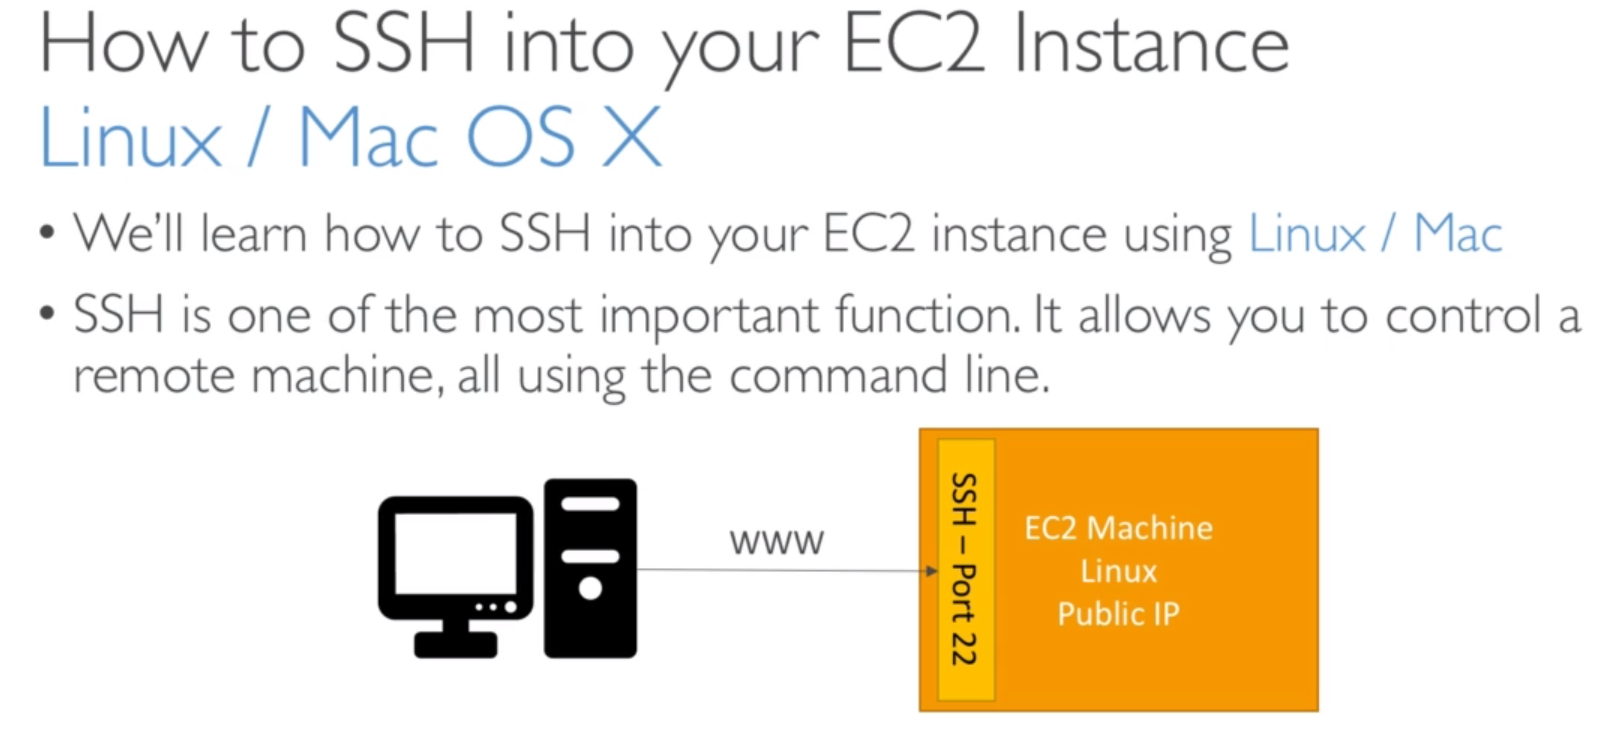 How to SSH into your EC2 Instance
Linux / Mac OS X
• We'll learn how to SSH into your EC2 instance using Linux / Mac
• SSH is one of the most important function. It allows you to control a
remote machine, all using the command line.
WWW
SSH – Port 22
EC2 Machine
Linux
Public IP